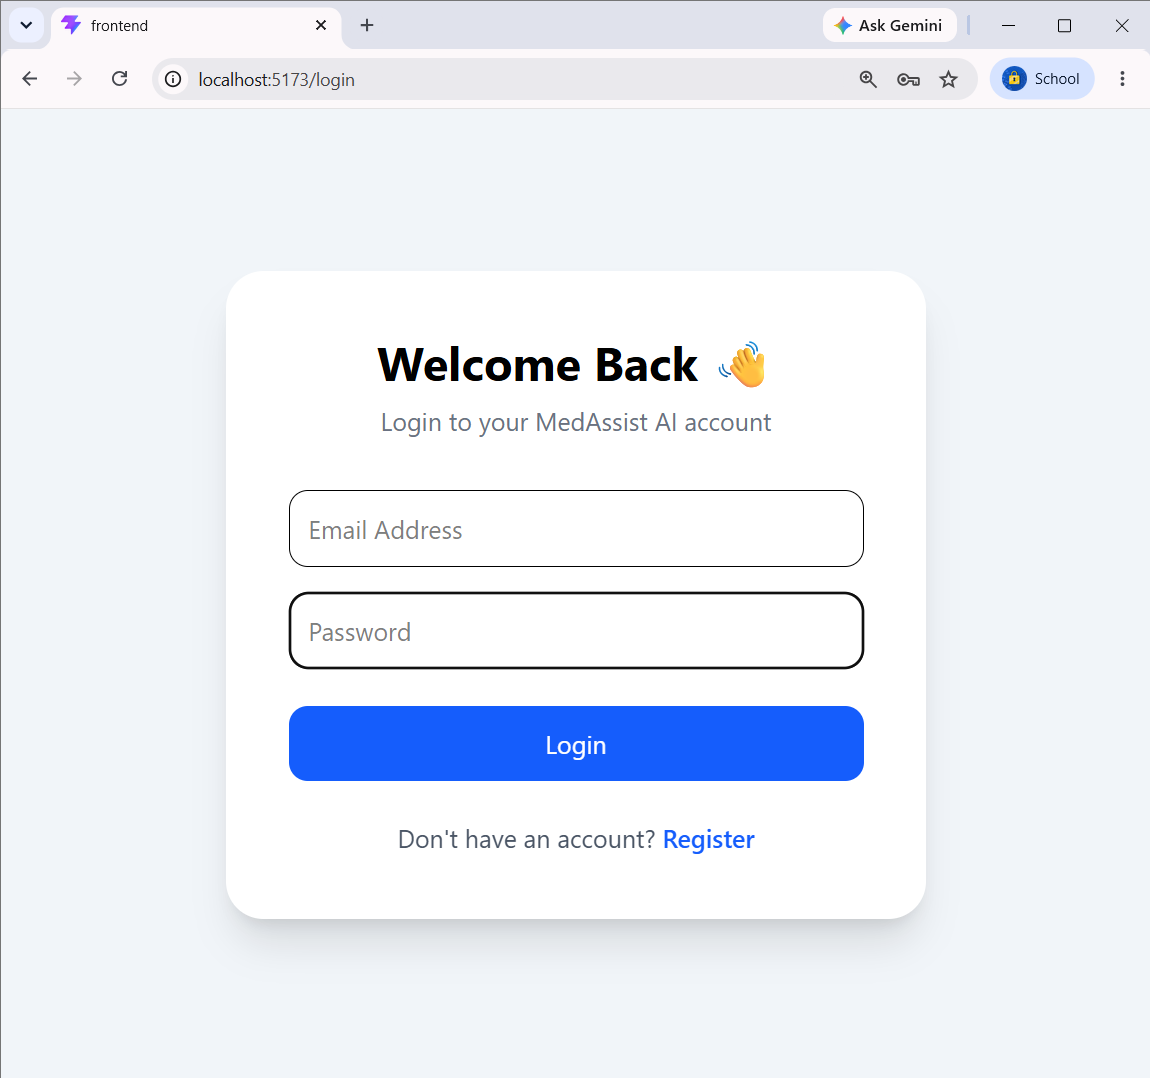 frontend
Ask Gemini
localhost:5173/login
School
Welcome Back 👋
Login to your MedAssist AI account
Email Address
Password
Login
Don't have an account? Register